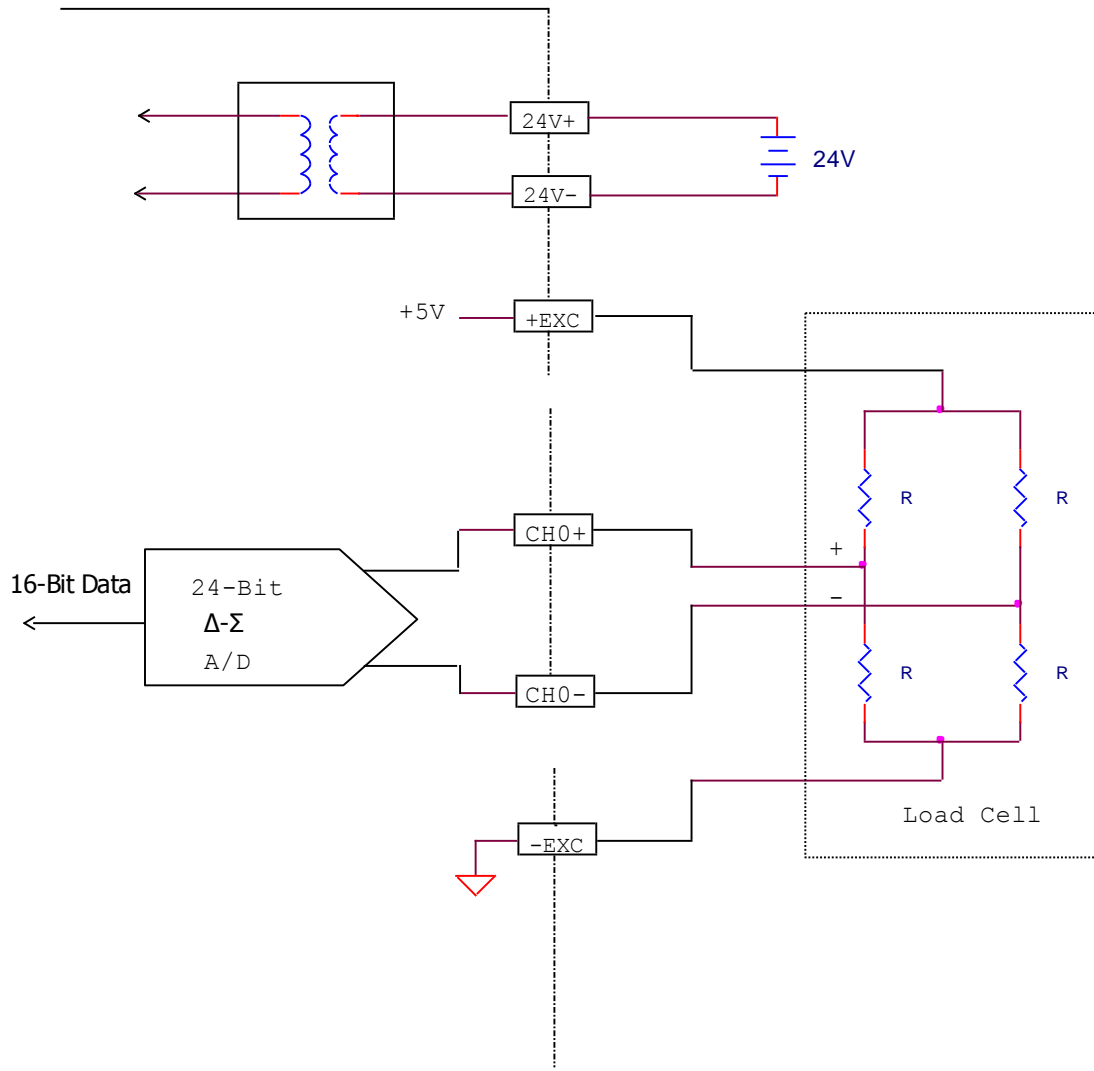 24V+
24V
24V-
+5V
+EXC
R
R
CH0+
+
16-Bit Data
24-Bit
Δ-Σ
A/D
-
R
R
CH0-
Load Cell
-EXC